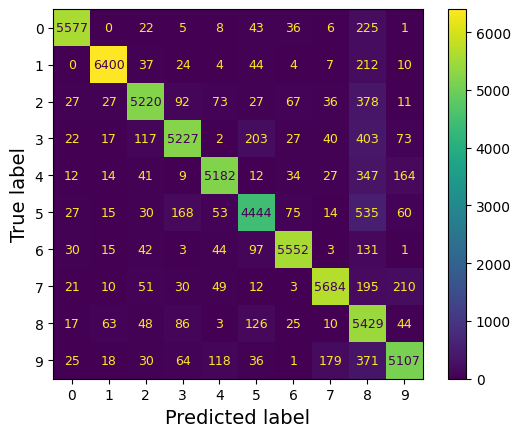 0 5577 0 22 5 8 43 36 6 225 1
1 0 6400 37 24 4 44 4 7 212 10
2 27 27 5220 92 73 27 67 36 378 11
3 22 17 117 5227 2 203 27 40 403 73
4 12 14 41 9 5182 12 34 27 347 164
5 27 15 30 168 53 4444 75 14 535 60
6 30 15 42 3 44 97 5552 3 131 1
7 21 10 51 30 49 12 3 5684 195 210
8 17 63 48 86 3 126 25 10 5429 44
9 25 18 30 64 118 36 1 179 371 5107
0 1 2 3 4 5 6 7 8 9
Predicted label
True label
6000
5000
4000
3000
2000
1000
0